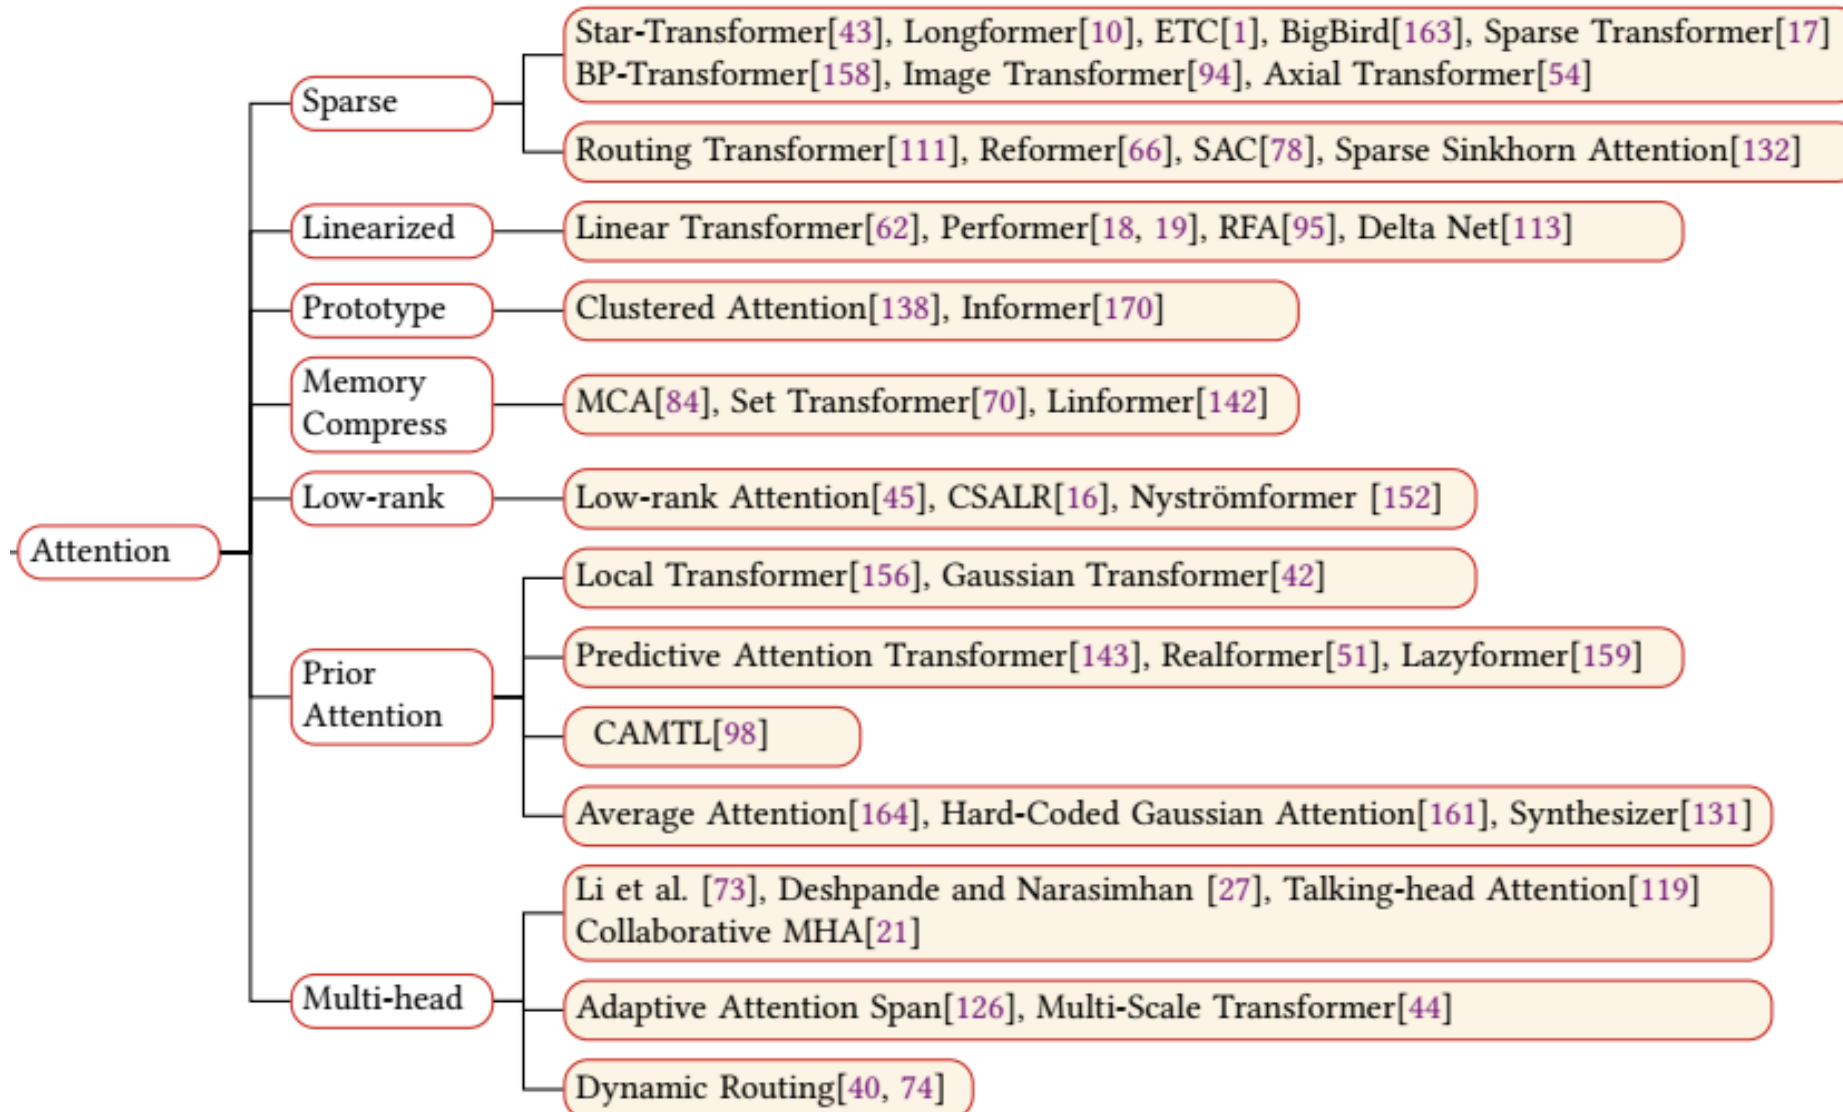 Attention
Sparse
Star-Transformer[43], Longformer[10], ETC[1], BigBird[163], Sparse Transformer[17]
BP-Transformer[158], Image Transformer[94], Axial Transformer[54]
Routing Transformer[111], Reformer[66], SAC[78], Sparse Sinkhorn Attention[132]
Linearized
Linear Transformer[62], Performer[18, 19], RFA[95], Delta Net[113]
Prototype
Clustered Attention[138], Informer[170]
Memory
Compress
MCA[84], Set Transformer[70], Linformer[142]
Low-rank
Low-rank Attention[45], CSALR[16], Nyströmformer [152]
Prior
Attention
Local Transformer[156], Gaussian Transformer[42]
Predictive Attention Transformer[143], Realformer[51], Lazyformer[159]
CAMTL[98]
Average Attention[164], Hard-Coded Gaussian Attention[161], Synthesizer[131]
Multi-head
Li et al. [73], Deshpande and Narasimhan [27], Talking-head Attention[119]
Collaborative MHA[21]
Adaptive Attention Span[126], Multi-Scale Transformer[44]
Dynamic Routing[40, 74]